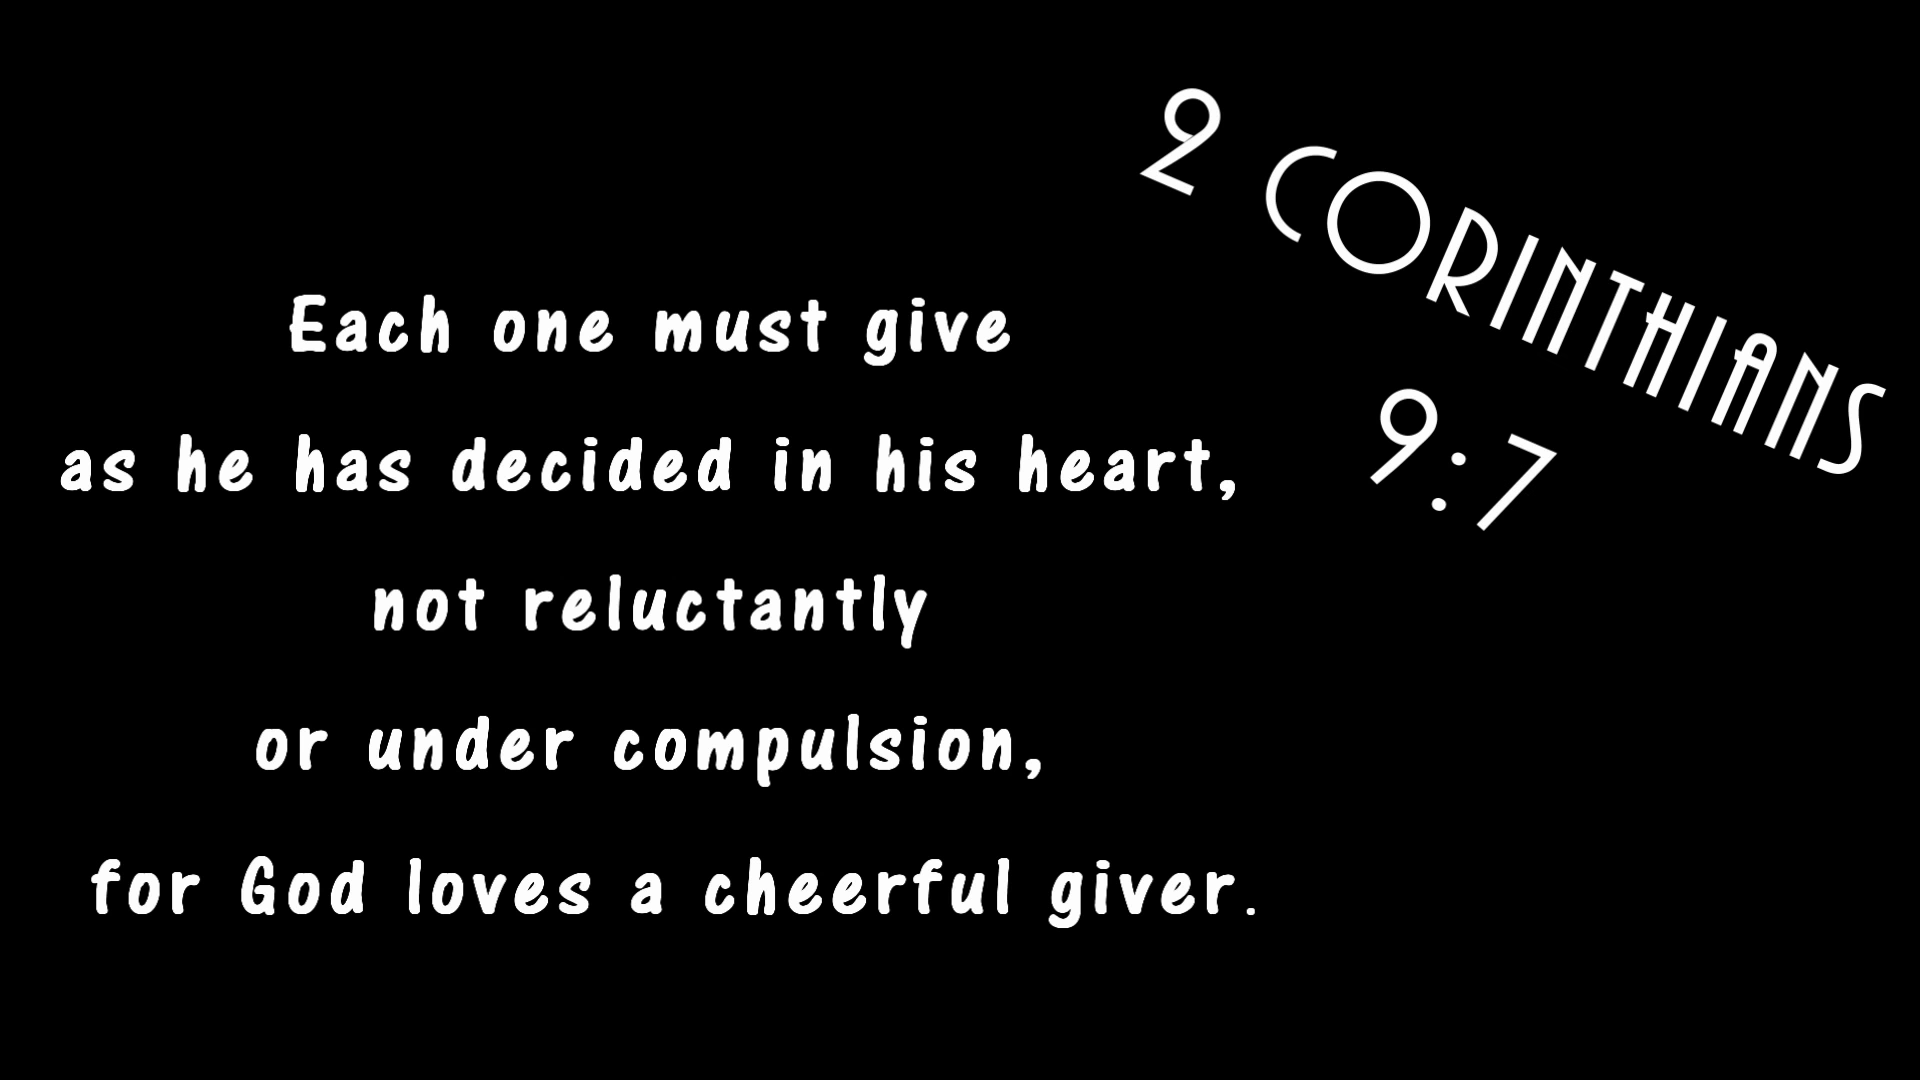 2 CORINTHIANS
9:7
Each one must give
as he has decided in his heart,
not reluctantly
or under compulsion,
for God loves a cheerful giver.